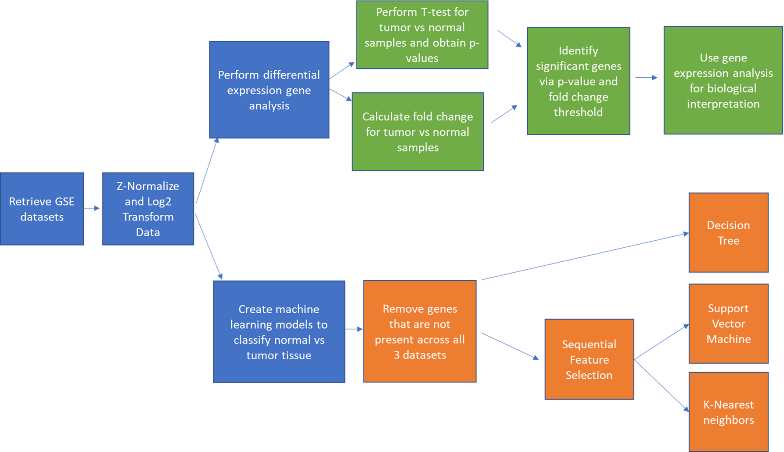 Retrieve GSE
datasets
Z-Normalize
and Log2
Transform
Data
Perform differential
expression gene
analysis
Perform T-test for
tumor vs normal
samples and obtain p-
values
Calculate fold change
for tumor vs normal
samples
Identify
significant genes
via p-value and
fold change
threshold
Use gene
expression analysis
for biological
interpretation
Create machine
learning models to
classify normal vs
tumor tissue
Remove genes
that are not
present across all
3 datasets
Decision
Tree
Sequential
Feature
Selection
Support
Vector
Machine
K-Nearest
neighbors